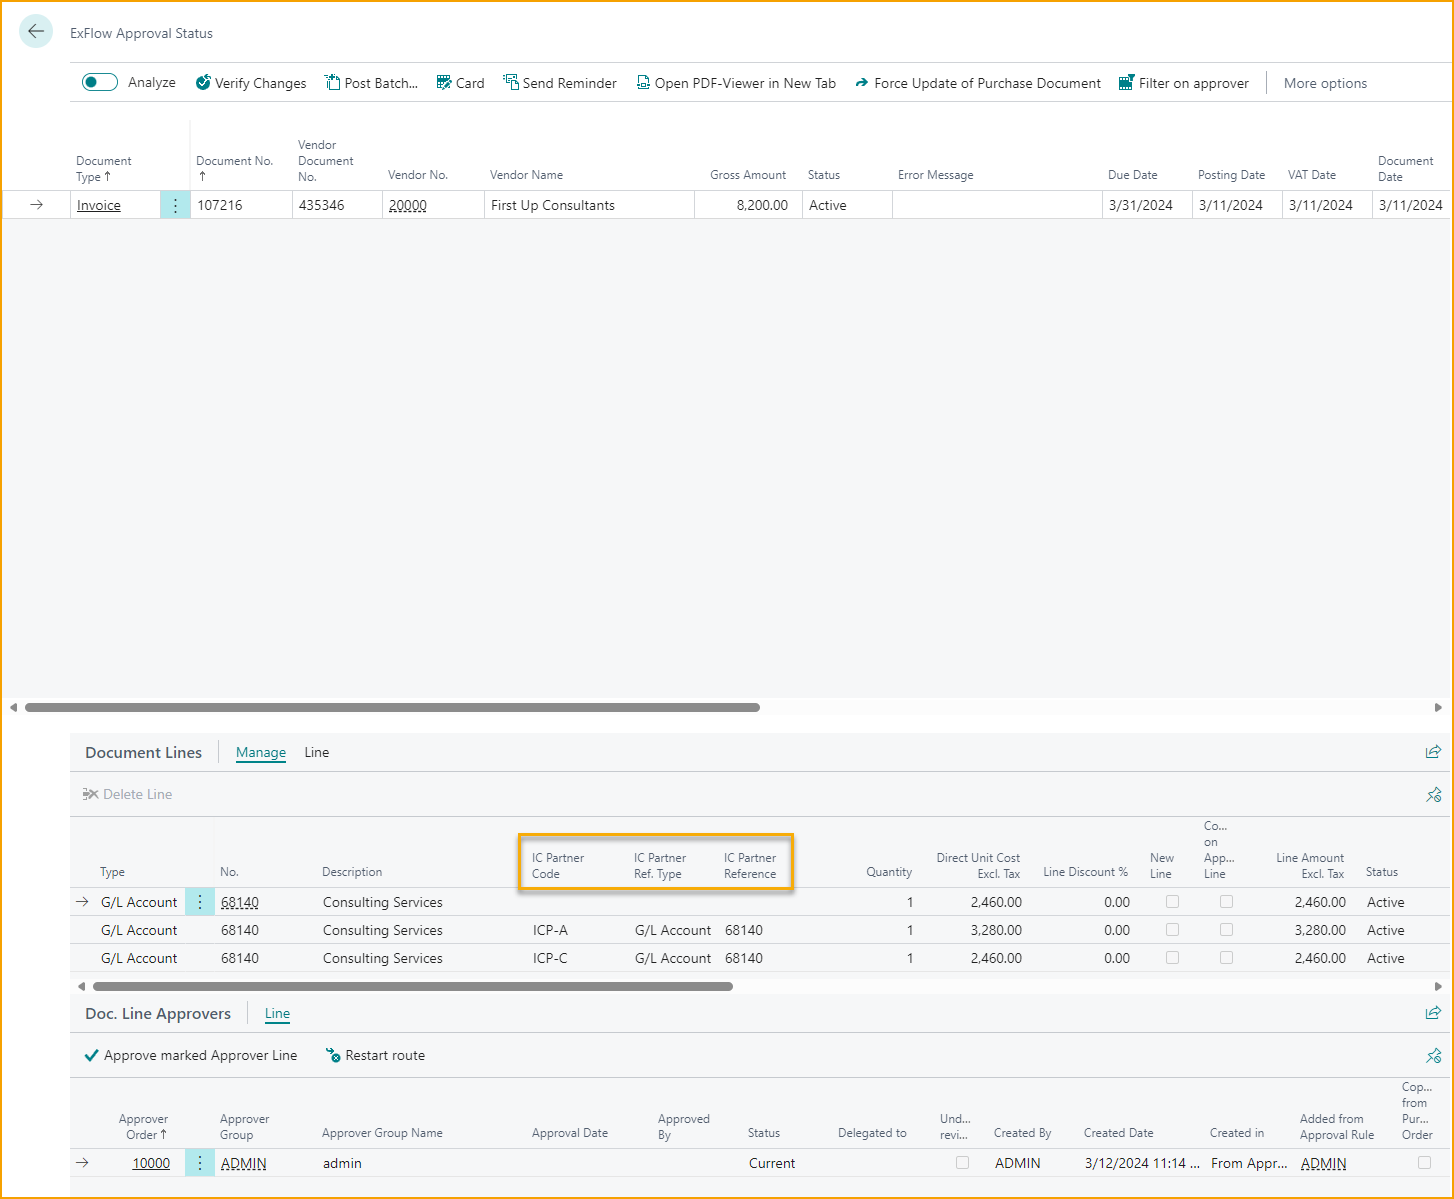 ExFlow Approval Status
Analyze Verify Changes Post Batch... Card Send Reminder Open PDF-Viewer in New Tab Force Update of Purchase Document Filter on approver More options
Document Type ↑ Document No. ↑ Vendor Document No. Vendor No. Vendor Name Gross Amount Status Error Message Due Date Posting Date VAT Date Document Date
Invoice 107216 435346 20000 First Up Consultants 8,200.00 Active 3/31/2024 3/11/2024 3/11/2024 3/11/2024
Document Lines Manage Line
Delete Line
Type No. Description IC Partner Code IC Partner Ref. Type IC Partner Reference Quantity Direct Unit Cost Excl. Tax Line Discount % New Line Co... on App... Line Line Amount Excl. Tax Status
G/L Account 68140 Consulting Services 1 2,460.00 0.00 2,460.00 Active
G/L Account 68140 Consulting Services ICP-A G/L Account 68140 1 3,280.00 0.00 3,280.00 Active
G/L Account 68140 Consulting Services ICP-C G/L Account 68140 1 2,460.00 0.00 2,460.00 Active
Doc. Line Approvers Line
Approve marked Approver Line Restart route
Approver Order ↑ Approver Group Approver Group Name Approval Date Approved By Status Delegated to Und... revi... Created By Created Date Created in Added from Approval Rule Cop... from Pur... Order
10000 ADMIN admin Current ADMIN 3/12/2024 11:14 ... From Appr... ADMIN